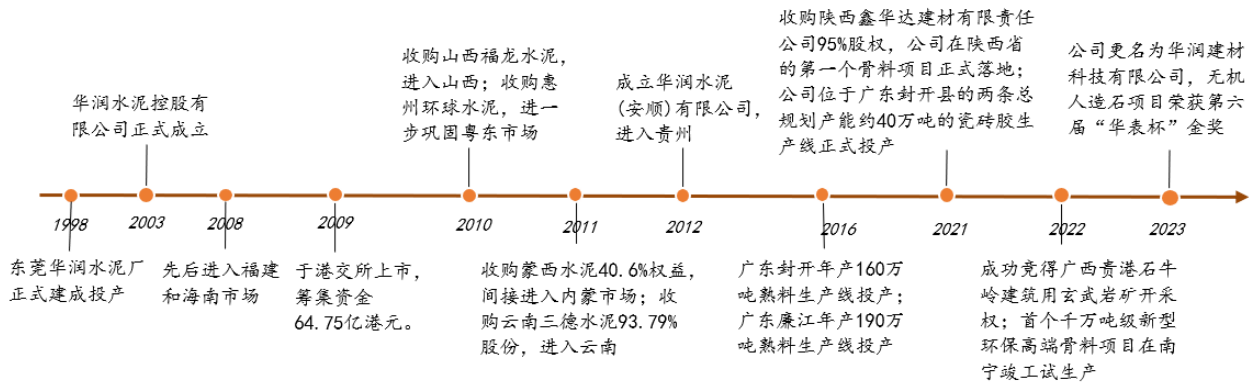 收购陕西鑫华达建材有限责任
公司95%股权，公司在陕西省
的第一个骨料项目正式落地；
公司位于广东封开县的两条总
规划产能约40万吨的瓷砖胶生
产线正式投产
收购山西福龙水泥，
进入山西；收购惠
州环球水泥，进一
步巩固粤东市场
公司更名为华润建材
科技有限公司，无机
人造石项目荣获第六
届“华表杯”金奖
成立华润水泥
(安顺)有限公司，
进入贵州
华润水泥控股有
限公司正式成立
1998
2003
2008
2009
2010
2011
2012
2016
2021
2022
2023
东莞华润水泥厂
正式建成投产
先后进入福建
和海南市场
于港交所上市，
筹集资金
64.75亿港元。
收购蒙西水泥40.6%权益，
间接进入内蒙市场；收
购云南三德水泥93.79%
股份，进入云南
广东封开年产160万
吨熟料生产线投产；
广东廉江年产190万
吨熟料生产线投产
成功竞得广西贵港石牛
岭建筑用玄武岩矿开采
权；首个千万吨级新型
环保高端骨料项目在南
宁竣工试生产